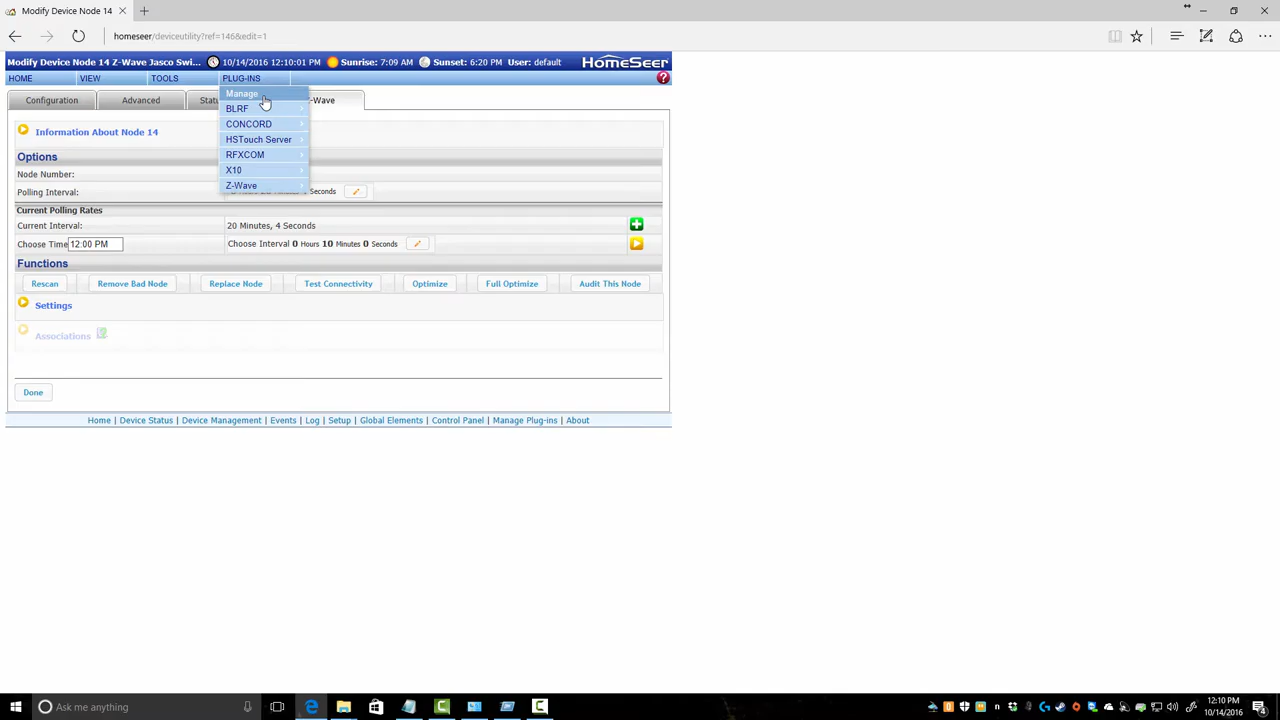 Modify Device Node 14
homeseer/deviceutility?ref=146&edit=1
Modify Device Node 14 Z-Wave Jasco Swi... 10/14/2016 12:10:01 PM Sunrise: 7:09 AM Sunset: 6:20 PM User: default HomeSeer
HOME VIEW TOOLS PLUG-INS
Manage
BLRF
CONCORD
HSTouch Server
RFXCOM
X10
Z-Wave
Configuration Advanced Statu -Wave
Information About Node 14
Options
Node Number:
Polling Interval: Seconds
Current Polling Rates
Current Interval: 20 Minutes, 4 Seconds
Choose Time 12:00 PM Choose Interval 0 Hours 10 Minutes 0 Seconds
Functions
Rescan Remove Bad Node Replace Node Test Connectivity Optimize Full Optimize Audit This Node
Settings
Associations
Done
Home | Device Status | Device Management | Events | Log | Setup | Global Elements | Control Panel | Manage Plug-ins | About
Ask me anything
12:10 PM
10/14/2016